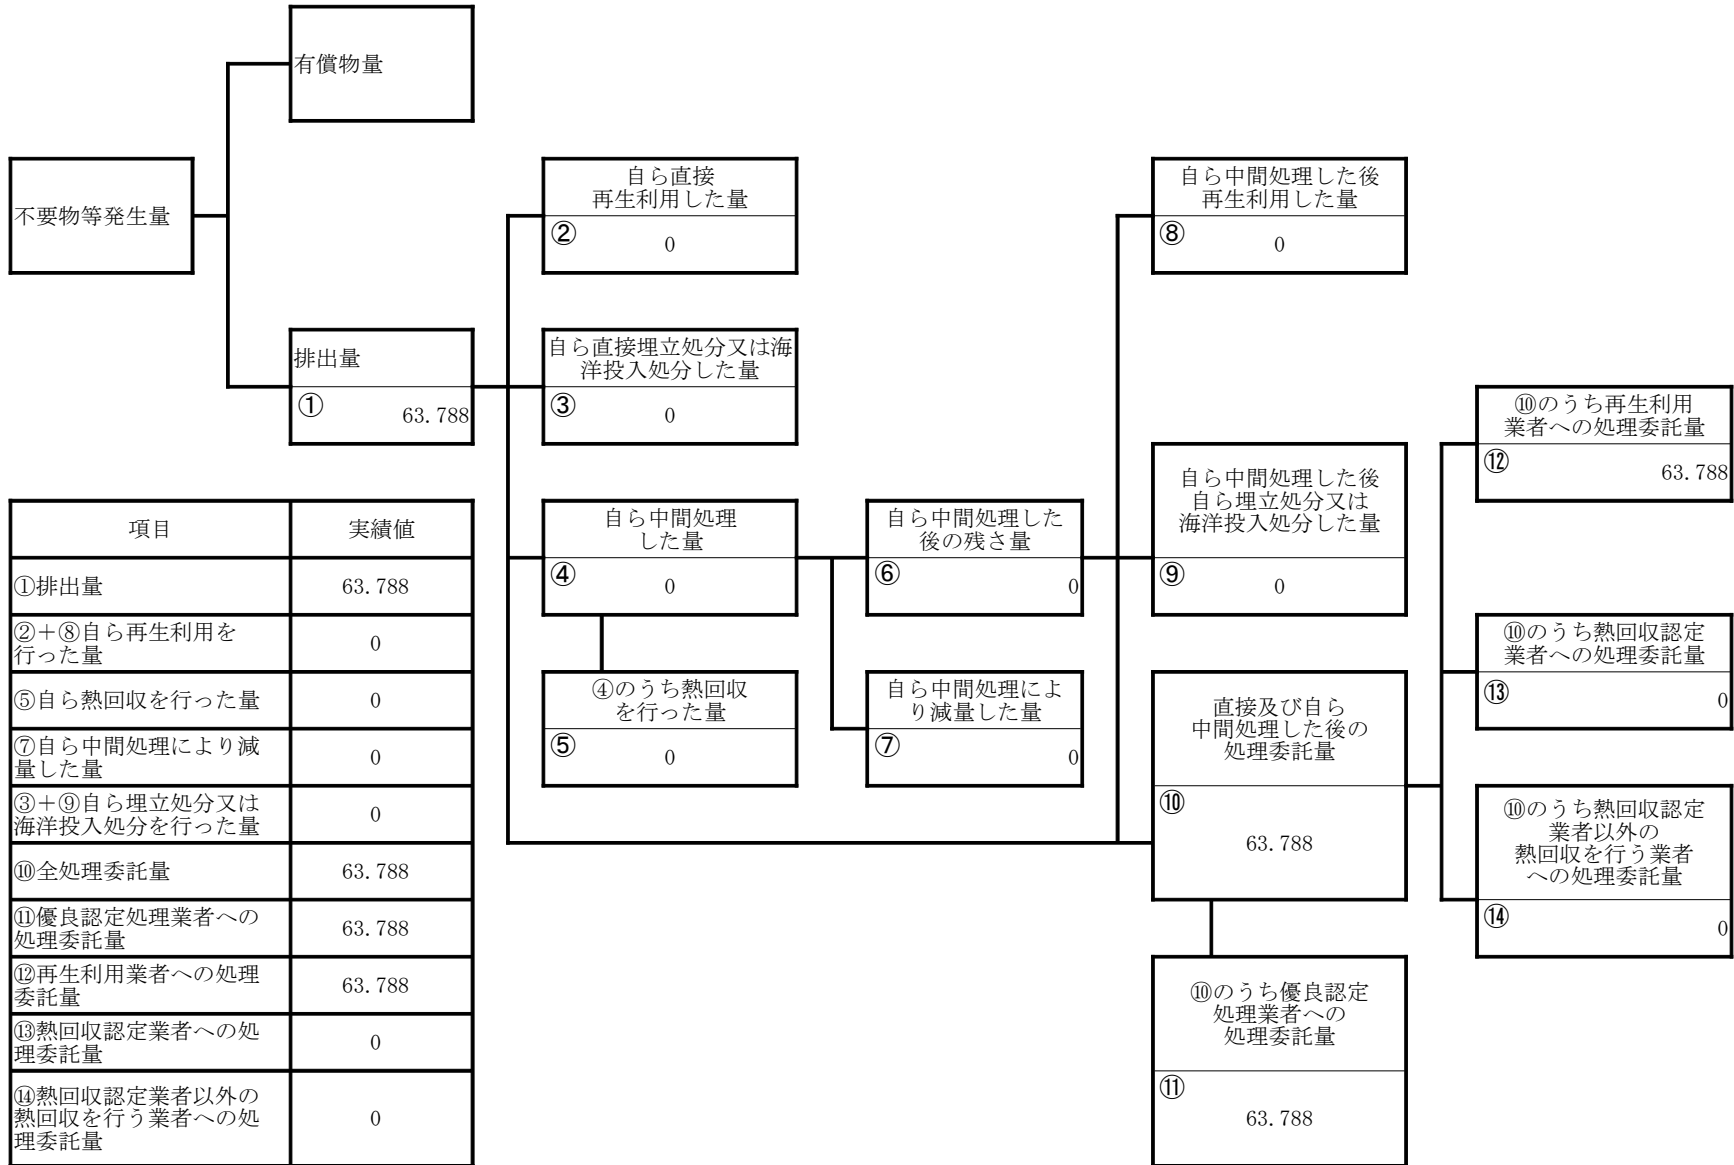 有償物量
不要物等発生量
排出量
①
63.788
自ら直接
再生利用した量
②
0
自ら直接埋立処分又は海
洋投入処分した量
③
0
自ら中間処理
した量
④
0
④のうち熱回収
を行った量
⑤
0
自ら中間処理した
後の残さ量
⑥
0
自ら中間処理によ
り減量した量
⑦
0
自ら中間処理した後
再生利用した量
⑧
0
自ら中間処理した後
自ら埋立処分又は
海洋投入処分した量
⑨
0
直接及び自ら
中間処理した後の
処理委託量
⑩
63.788
⑩のうち優良認定
処理業者への
処理委託量
⑪
63.788
⑩のうち再生利用
業者への処理委託量
⑫
63.788
⑩のうち熱回収認定
業者への処理委託量
⑬
0
⑩のうち熱回収認定
業者以外の
熱回収を行う業者
への処理委託量
⑭
0
項目 実績値
①排出量 63.788
②+⑧自ら再生利用を
行った量 0
⑤自ら熱回収を行った量 0
⑦自ら中間処理により減
量した量 0
③+⑨自ら埋立処分又は
海洋投入処分を行った量 0
⑩全処理委託量 63.788
⑪優良認定処理業者への
処理委託量 63.788
⑫再生利用業者への処理
委託量 63.788
⑬熱回収認定業者への処
理委託量 0
⑭熱回収認定業者以外の
熱回収を行う業者への処
理委託量 0